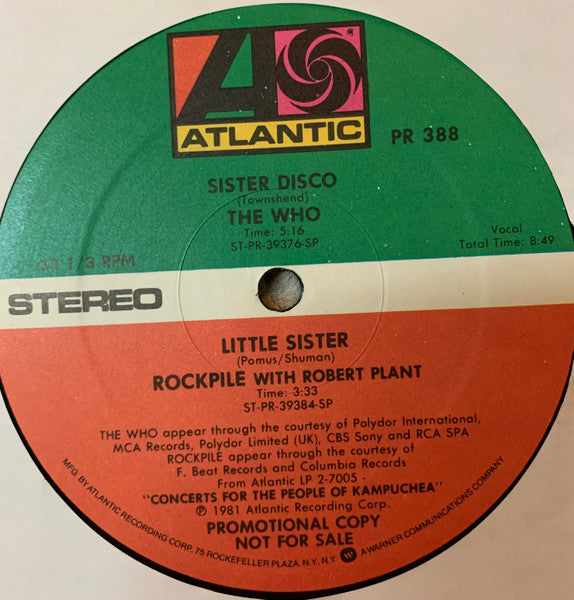 ATLANTIC
PR 388
SISTER DISCO
(Townshend)
THE WHO
Time: 5:16
ST-PR-39376-SP
Vocal
Total Time: 8:49
33 1/3 RPM
STEREO
LITTLE SISTER
(Pomus/Shuman)
ROCKPILE WITH ROBERT PLANT
Time: 3:33
ST-PR-39384-SP
THE WHO appear through the courtesy of Polydor International,
MCA Records, Polydor Limited (UK), CBS Sony and RCA SPA
ROCKPILE appear through the courtesy of
F. Beat Records and Columbia Records
From Atlantic LP 2-7005
"CONCERTS FOR THE PEOPLE OF KAMPUCHEA"
℗ 1981 Atlantic Recording Corp.
PROMOTIONAL COPY
NOT FOR SALE
MFG. BY ATLANTIC RECORDING CORP. 75 ROCKEFELLER PLAZA. N.Y. N.Y. A WARNER COMMUNICATIONS COMPANY